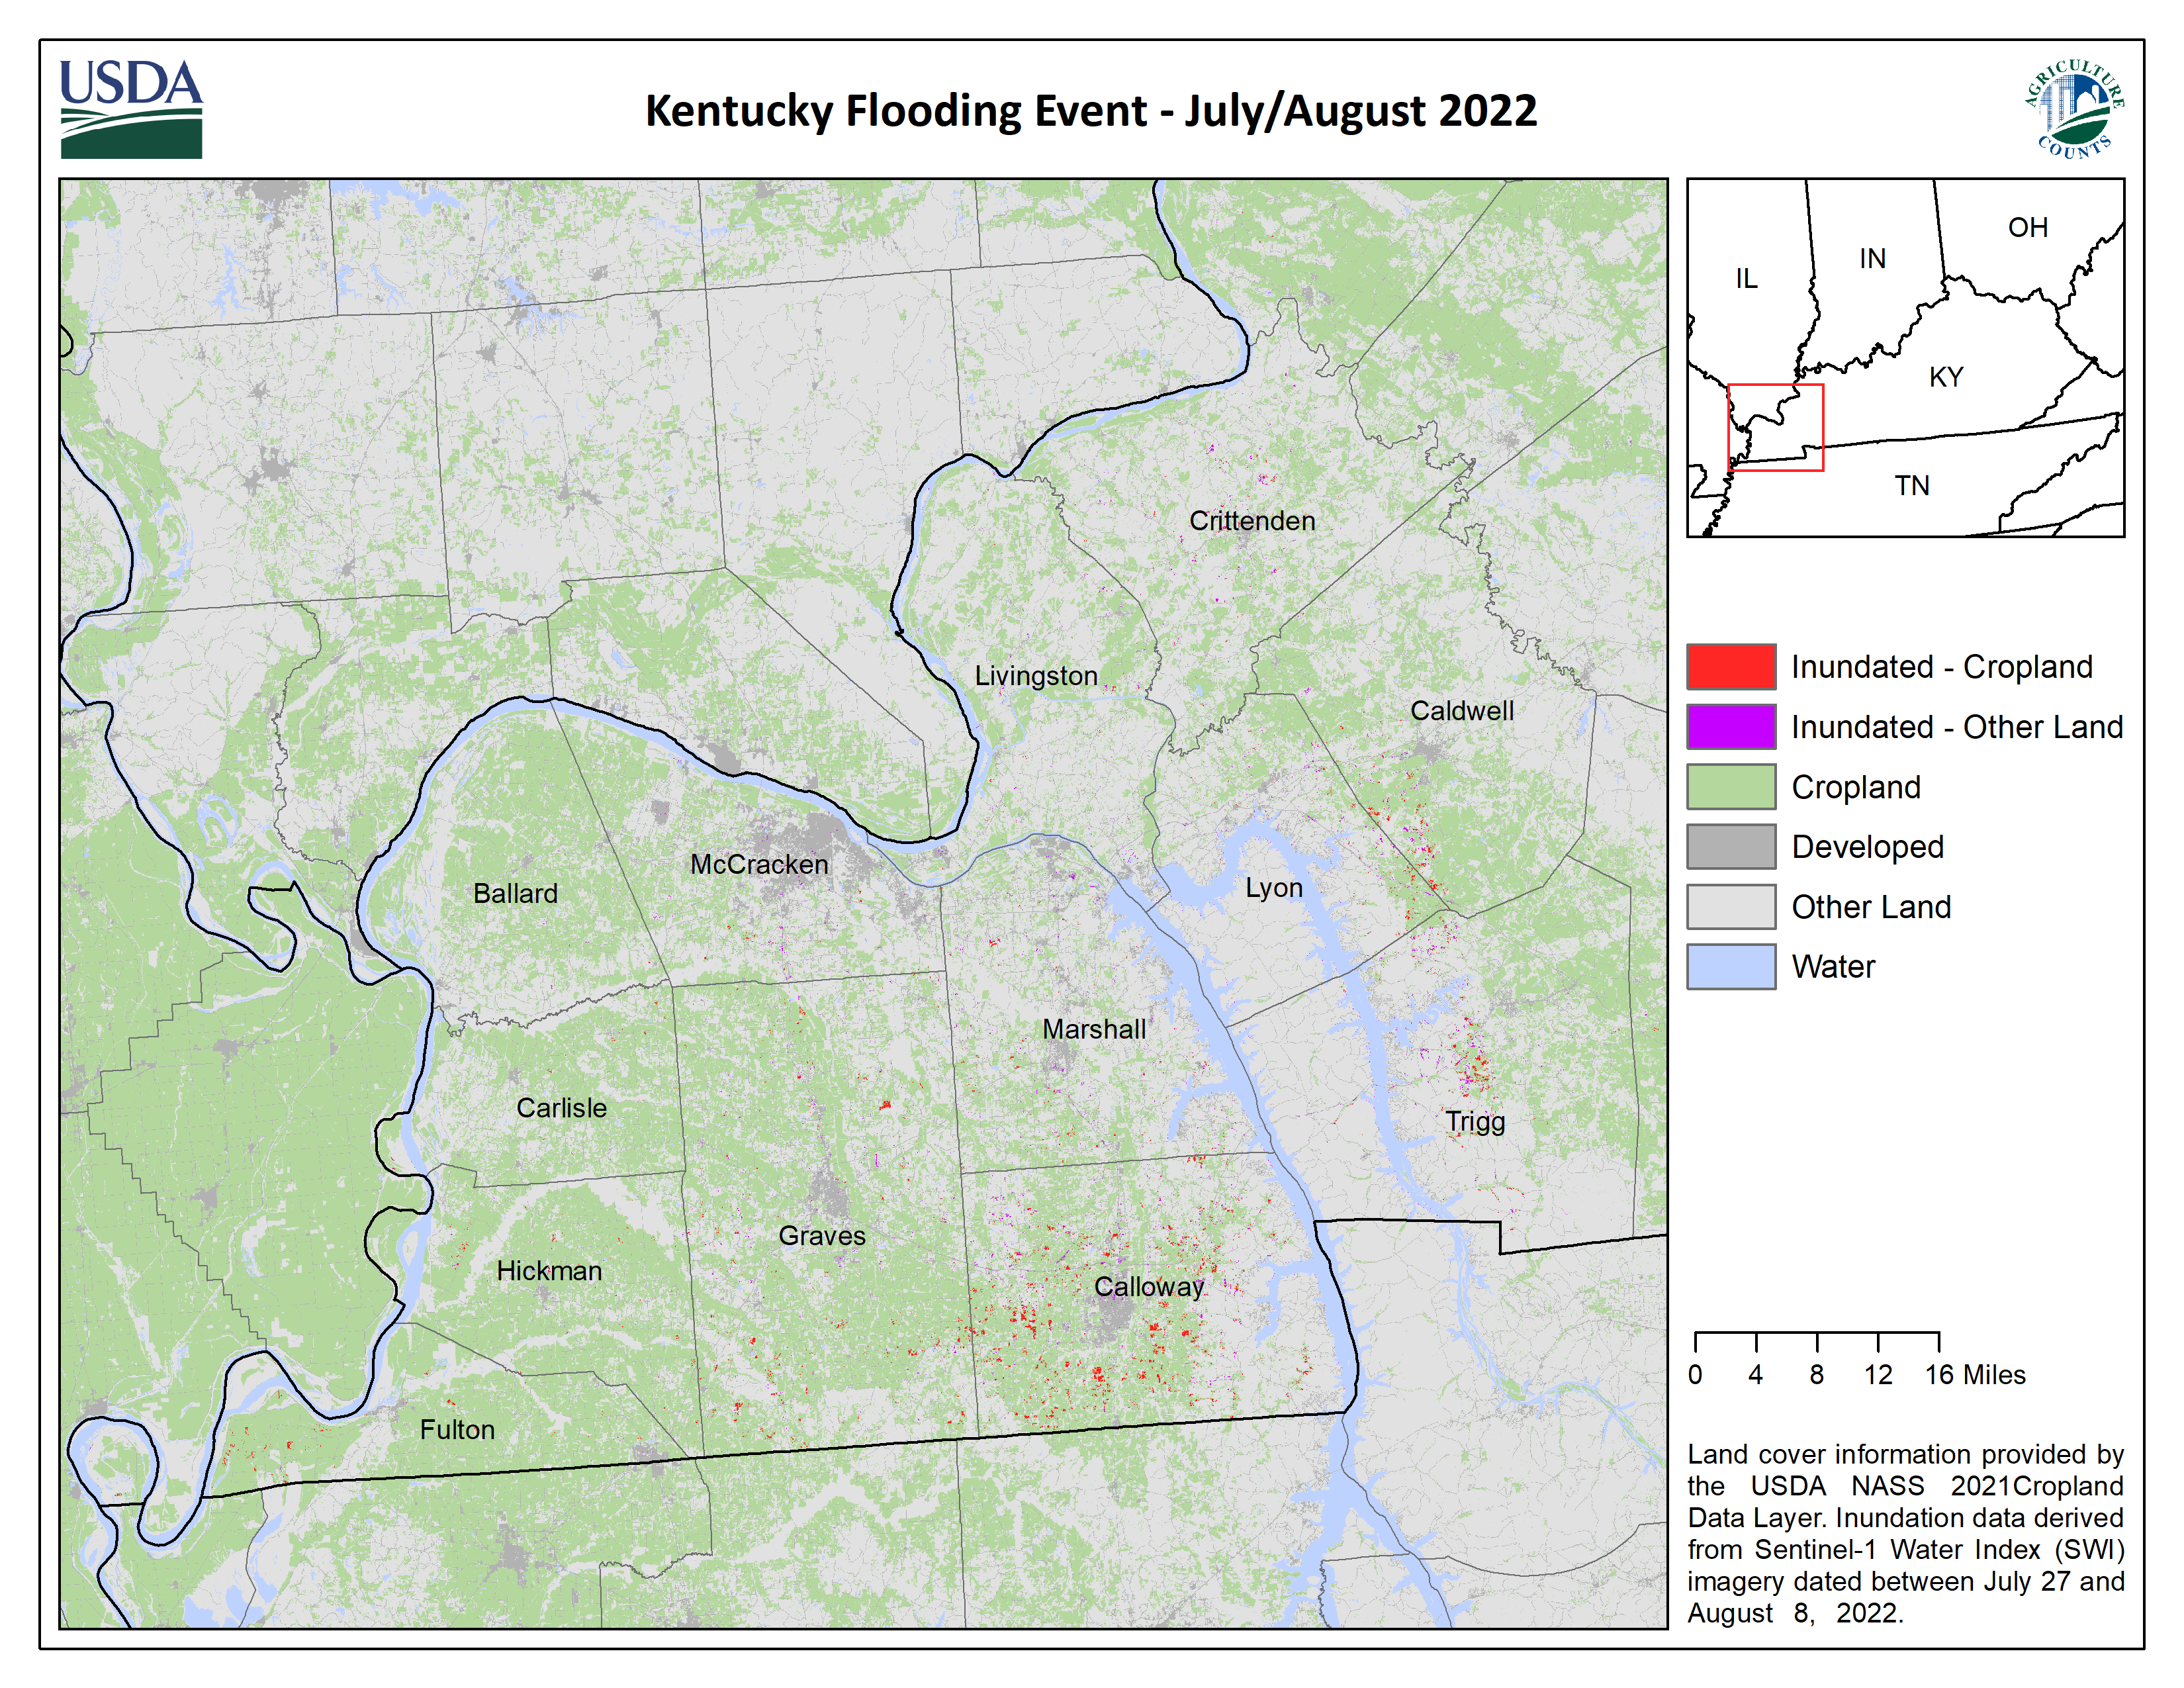 USDA
Kentucky Flooding Event - July/August 2022
AGRICULTURE
COUNTS
IL
IN
OH
KY
TN
Crittenden
Livingston
Caldwell
McCracken
Ballard
Lyon
Marshall
Carlisle
Trigg
Graves
Hickman
Calloway
Fulton
Inundated - Cropland
Inundated - Other Land
Cropland
Developed
Other Land
Water
0 4 8 12 16 Miles
Land cover information provided by
the USDA NASS 2021Cropland
Data Layer. Inundation data derived
from Sentinel-1 Water Index (SWI)
imagery dated between July 27 and
August 8, 2022.